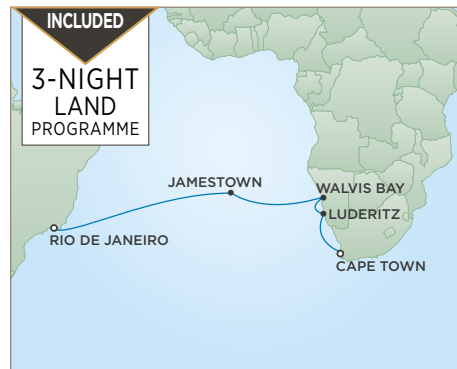 INCLUDED
3-NIGHT
LAND
PROGRAMME
JAMESTOWN
WALVIS BAY
LUDERITZ
RIO DE JANEIRO
CAPE TOWN